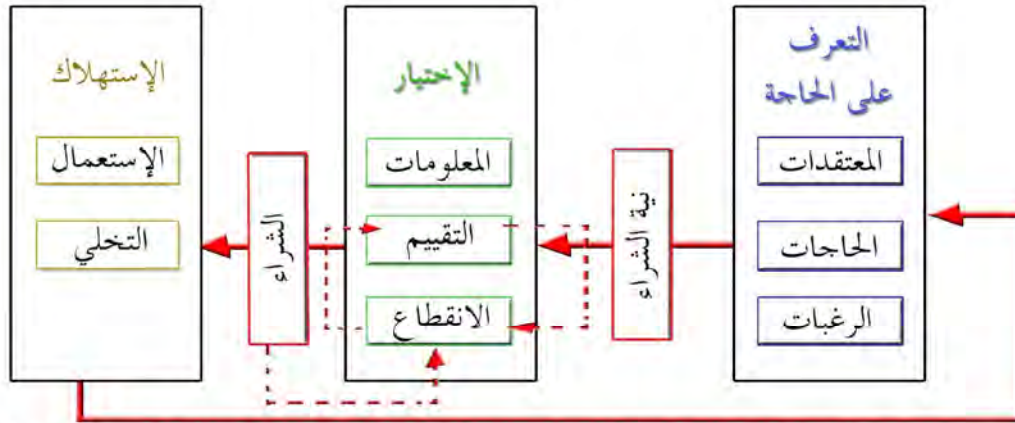 التعرف
على الحاجة
المعتقدات
الحاجات
الرغبات
نية الشراء
الإختيار
المعلومات
التقييم
الانقطاع
الشراء
الإستهلاك
الإستعمال
التخلي